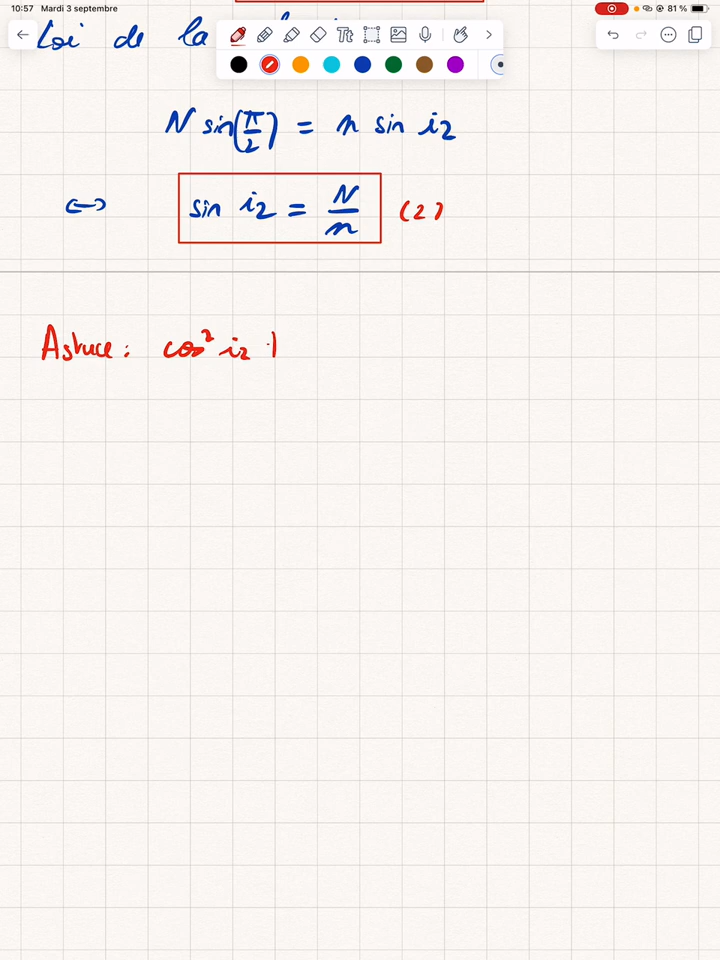 10:57 Mardi 3 septembre 81 %
Loi de la
Tt
N sin(π/2) = n sin i2
↔ sin i2 = N/n (2)
Astuce : cos² i2 +